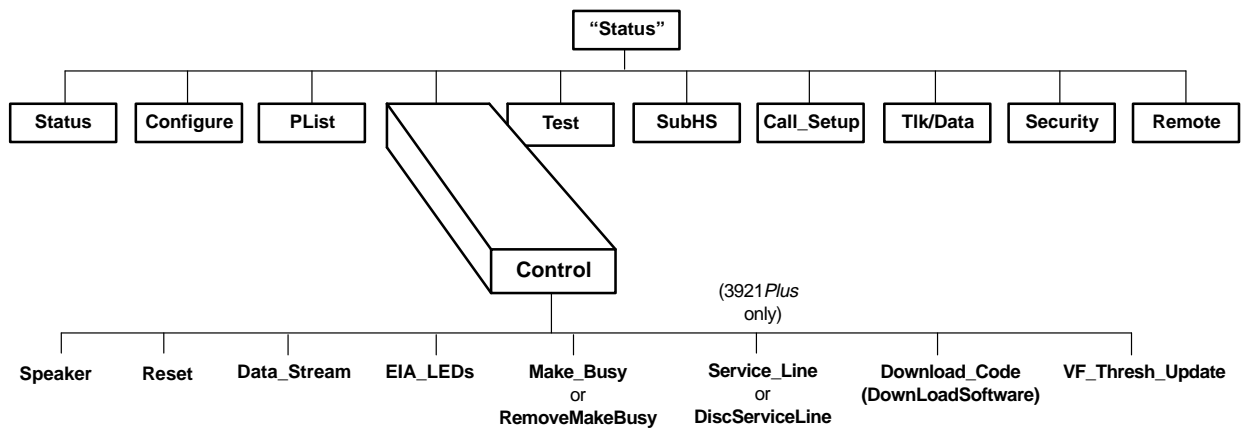 “Status”
Status
Configure
PList
Test
SubHS
Call_Setup
Tlk/Data
Security
Remote
Control
(3921Plus
only)
Speaker
Reset
Data_Stream
EIA_LEDs
Make_Busy
or
RemoveMakeBusy
Service_Line
or
DiscServiceLine
Download_Code
(DownLoadSoftware)
VF_Thresh_Update